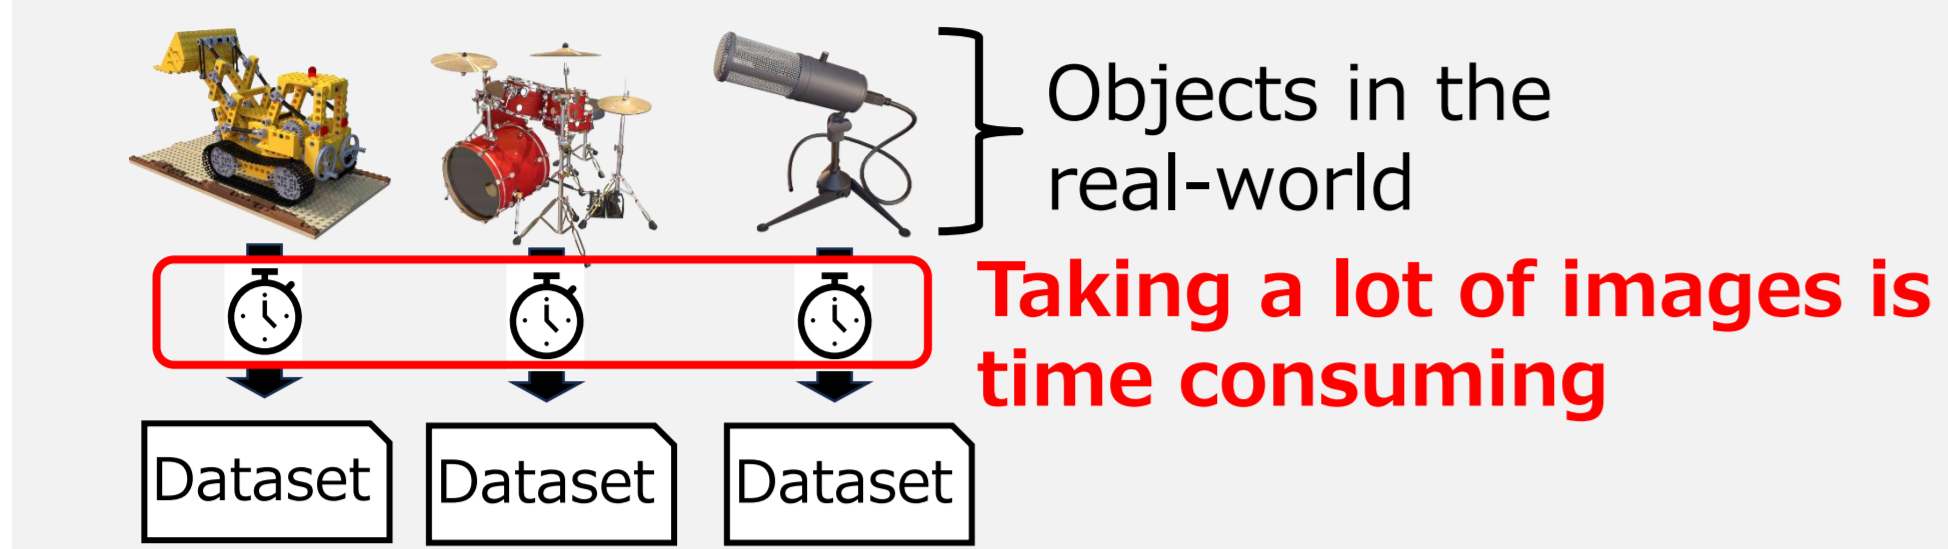 Objects in the
real-world
Taking a lot of images is
time consuming
Dataset
Dataset
Dataset